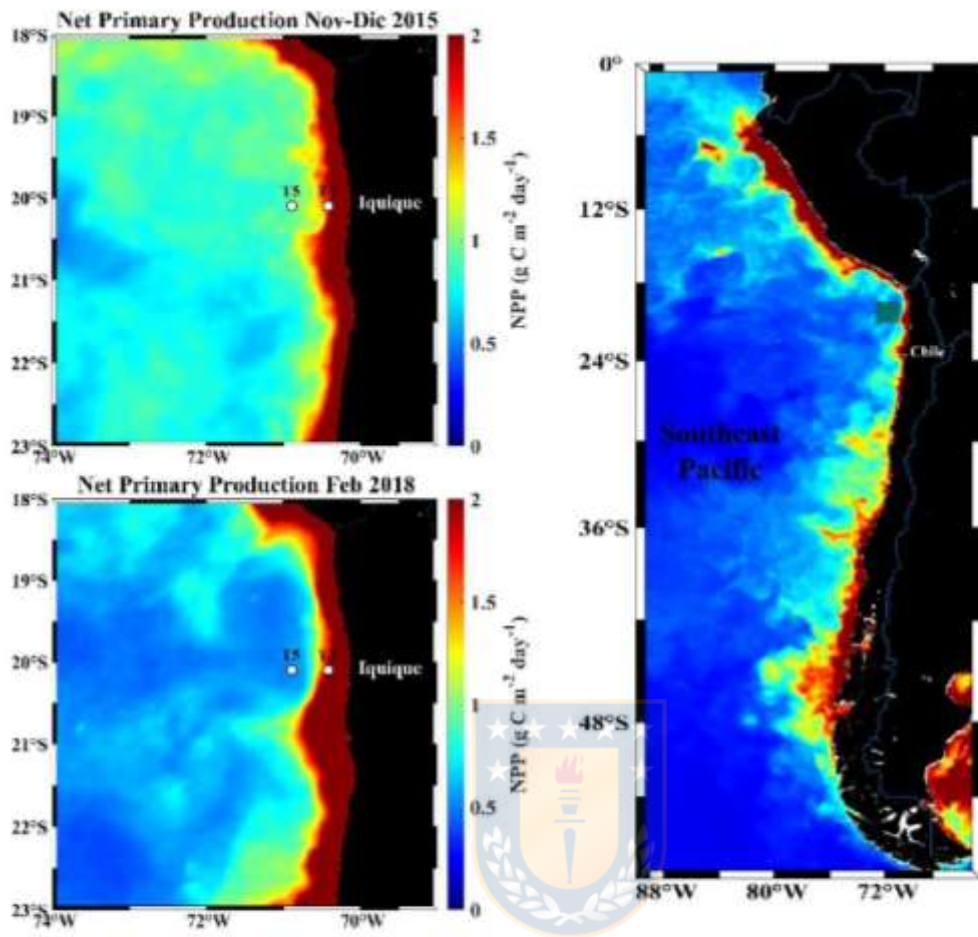 Net Primary Production Nov-Dic 2015
18°S
19°S
20°S
21°S
22°S
23°S
74°W
72°W
70°W
T5
Iquique
2
1.5
1
0.5
0
NPP (g C m⁻² day⁻¹)
Net Primary Production Feb 2018
18°S
19°S
20°S
21°S
22°S
23°S
74°W
72°W
70°W
T5
Iquique
2
1.5
1
0.5
0
NPP (g C m⁻² day⁻¹)
0°
12°S
24°S
36°S
48°S
88°W
80°W
72°W
Chile
Southeast
Pacific